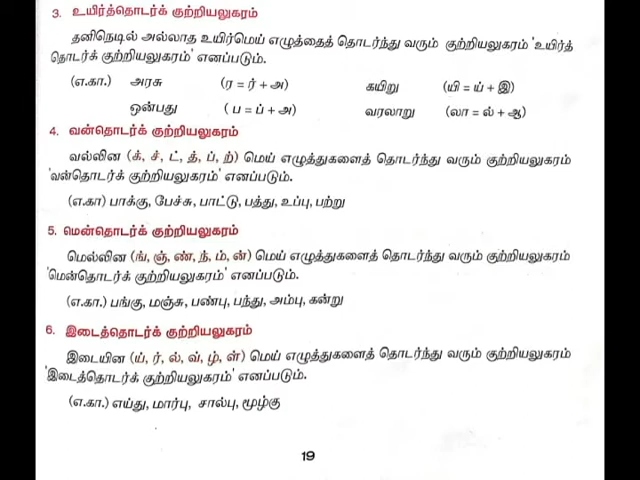 3. உயிர்த்தொடர்க் குற்றியலுகரம்
தனிநெடில் அல்லாத உயிர்மெய் எழுத்தைத் தொடர்ந்து வரும் குற்றியலுகரம் 'உயிர்த்
தொடர்க் குற்றியலுகரம்' எனப்படும்.
(எ.கா.) அரசு (ர = ர் + அ) கயிறு (யி = ய் + இ)
ஒன்பது ( ப = ப் + அ) வரலாறு (லா = ல் + ஆ)
4. வன்தொடர்க் குற்றியலுகரம்
வல்லின (க், ச், ட், த், ப், ற்) மெய் எழுத்துகளைத் தொடர்ந்து வரும் குற்றியலுகரம்
'வன்தொடர்க் குற்றியலுகரம்' எனப்படும்.
(எ.கா) பாக்கு, பேச்சு, பாட்டு, பத்து, உப்பு, பற்று
5. மென்தொடர்க் குற்றியலுகரம்
மெல்லின (ங், ஞ், ண், ந், ம், ன்) மெய் எழுத்துகளைத் தொடர்ந்து வரும் குற்றியலுகரம்
'மென்தொடர்க் குற்றியலுகரம்' எனப்படும்.
(எ.கா.) பங்கு, மஞ்சு, பண்பு, பந்து, அம்பு, கன்று
6. இடைத்தொடர்க் குற்றியலுகரம்
இடையின (ய், ர், ல், வ், ழ், ள்) மெய் எழுத்துகளைத் தொடர்ந்து வரும் குற்றியலுகரம்
'இடைத்தொடர்க் குற்றியலுகரம்' எனப்படும்.
(எ.கா.) எய்து, மார்பு, சால்பு, மூழ்கு
19